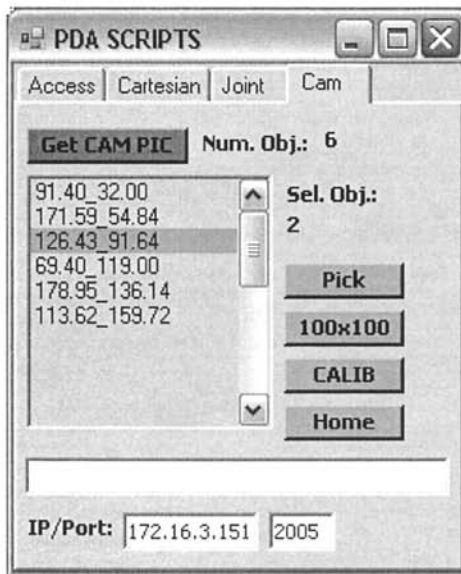 PDA SCRIPTS
Access Cartesian Joint Cam
Get CAM PIC Num. Obj.: 6
91.40_32.00
171.59_54.84
126.43_91.64
69.40_119.00
178.95_136.14
113.62_159.72
Sel. Obj.:
2
Pick
100x100
CALIB
Home
IP/Port: 172.16.3.151 2005